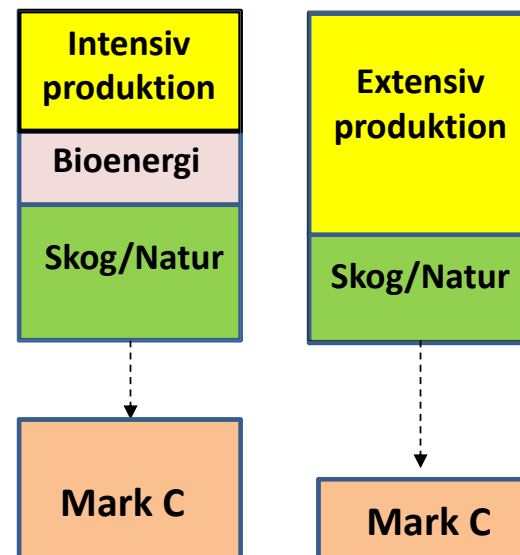 Intensiv
produktion
Bioenergi
Skog/Natur
Mark C
Extensiv
produktion
Skog/Natur
Mark C